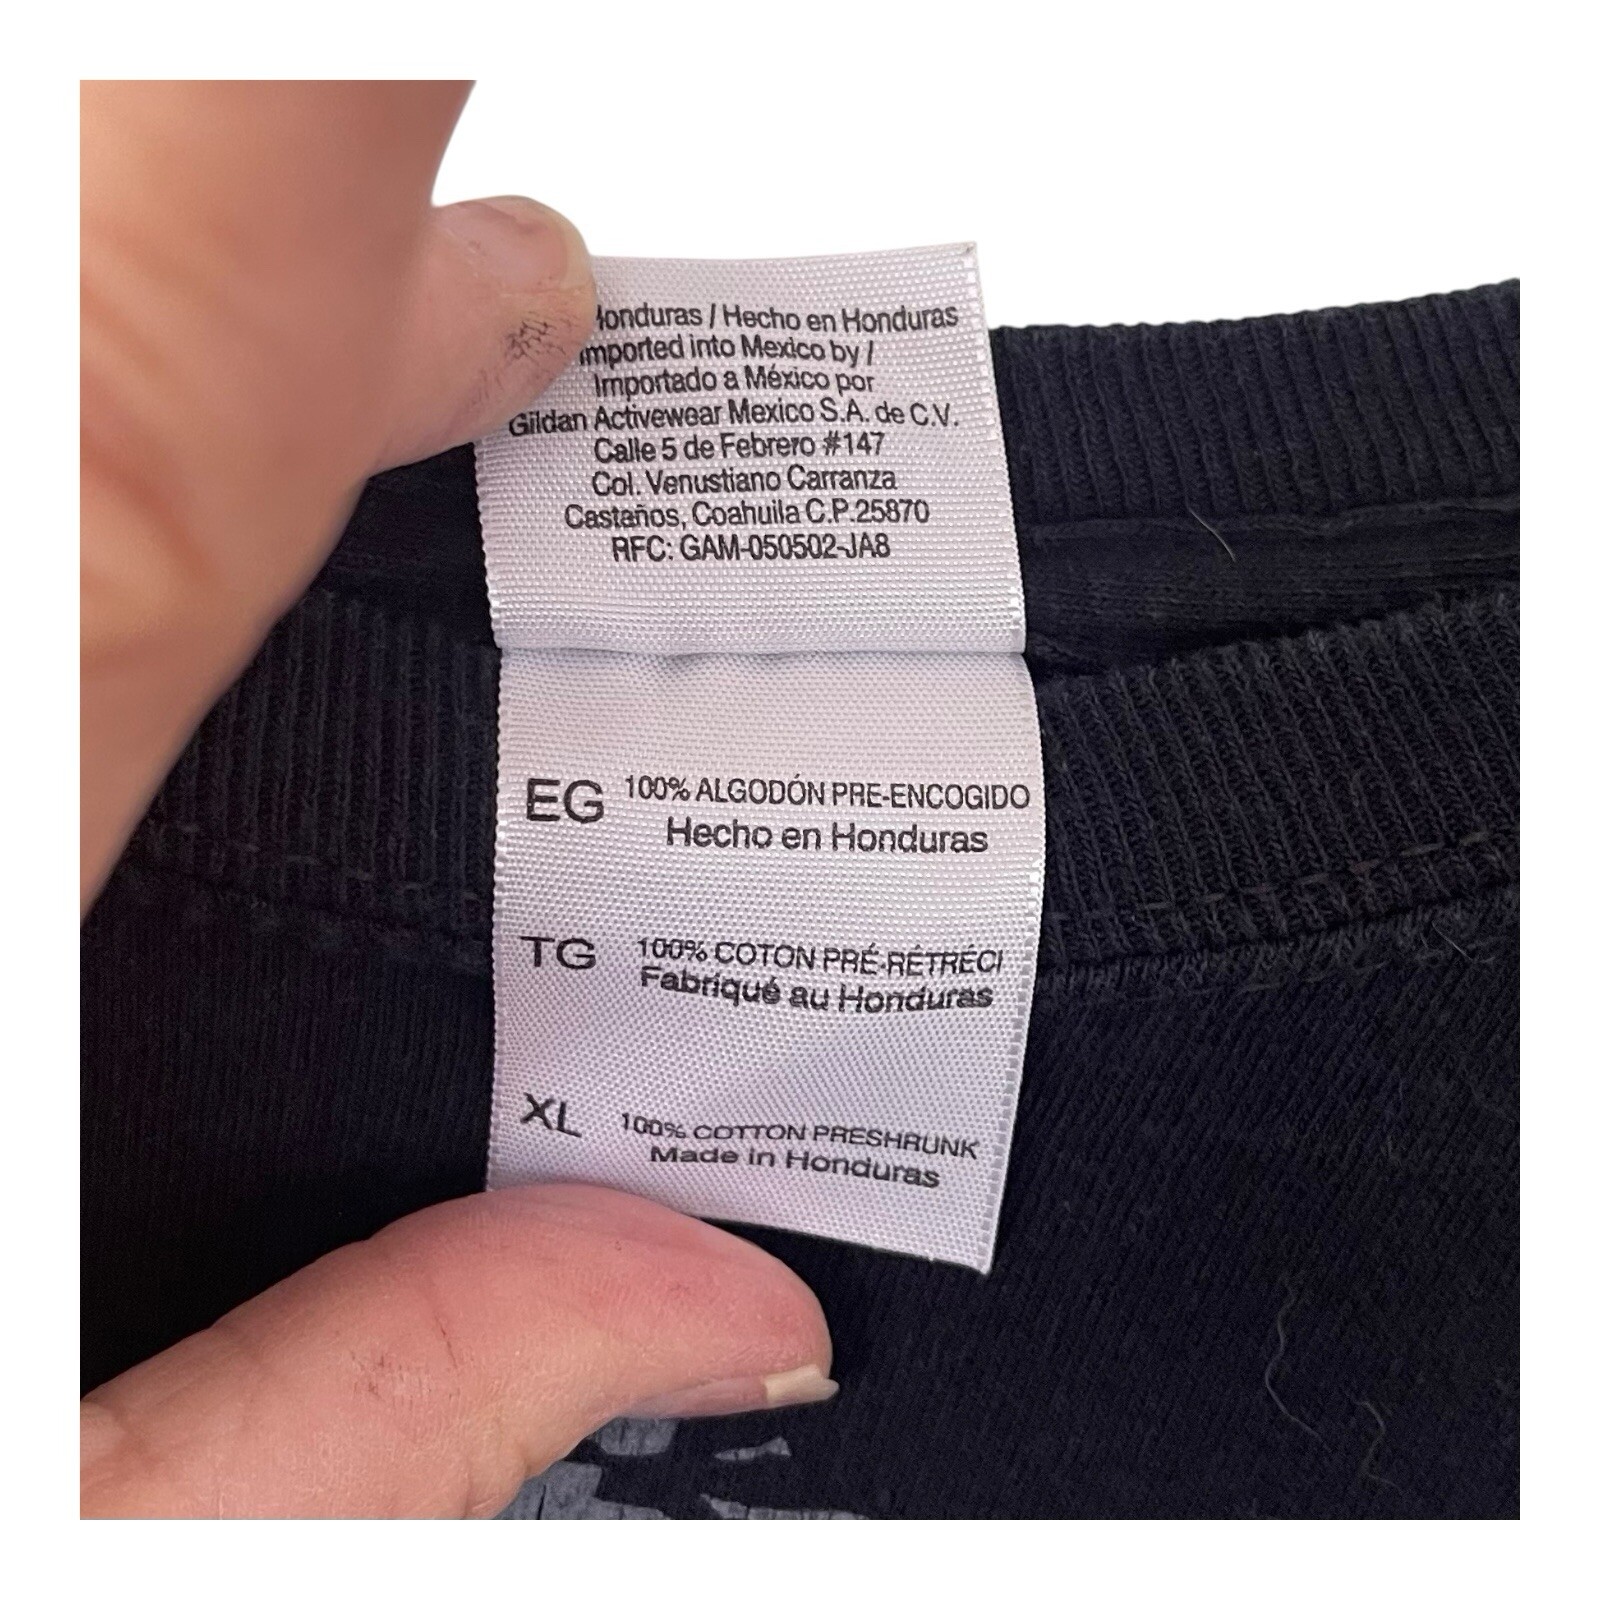 Honduras / Hecho en Honduras
Imported into Mexico by /
Importado a México por
Gildan Activewear Mexico S.A. de C.V.
Calle 5 de Febrero #147
Col. Venustiano Carranza
Castaños, Coahuila C.P.25870
RFC: GAM-050502-JA8
EG 100% ALGODÓN PRE-ENCOGIDO
Hecho en Honduras
TG 100% COTON PRÉ-RÉTRÉCI
Fabriqué au Honduras
XL 100% COTTON PRESHRUNK
Made in Honduras